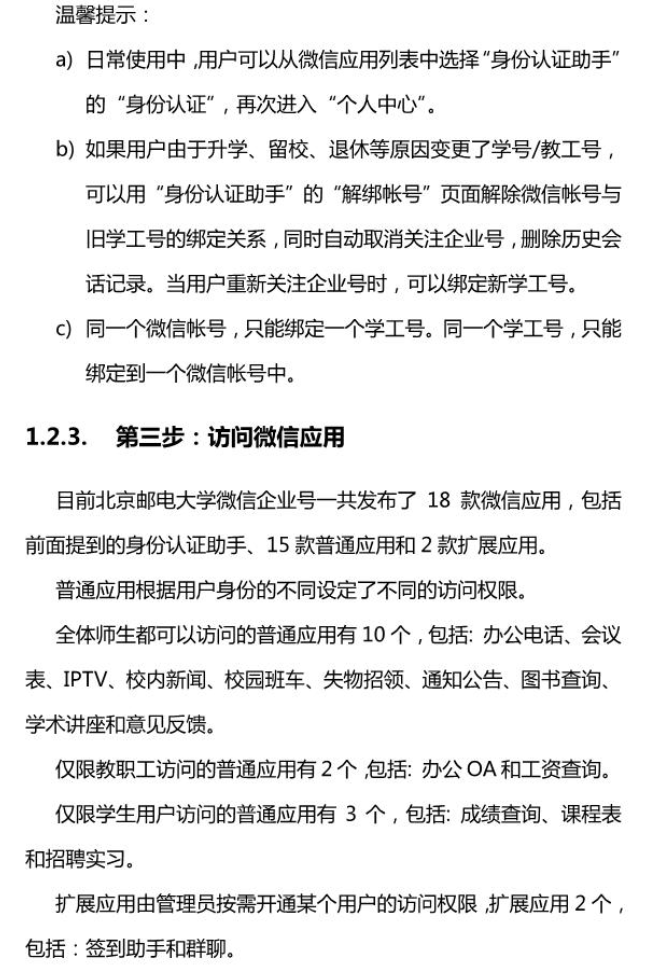 温馨提示：
a) 日常使用中，用户可以从微信应用列表中选择“身份认证助手”
的“身份认证”，再次进入“个人中心”。
b) 如果用户由于升学、留校、退休等原因变更了学号/教工号，
可以用“身份认证助手”的“解绑帐号”页面解除微信帐号与
旧学工号的绑定关系，同时自动取消关注企业号，删除历史会
话记录。当用户重新关注企业号时，可以绑定新学工号。
c) 同一个微信帐号，只能绑定一个学工号。同一个学工号，只能
绑定到一个微信帐号中。
1.2.3. 第三步：访问微信应用
目前北京邮电大学微信企业号一共发布了 18 款微信应用，包括
前面提到的身份认证助手、15 款普通应用和 2 款扩展应用。
普通应用根据用户身份的不同设定了不同的访问权限。
全体师生都可以访问的普通应用有 10 个，包括: 办公电话、会议
表、IPTV、校内新闻、校园班车、失物招领、通知公告、图书查询、
学术讲座和意见反馈。
仅限教职工访问的普通应用有 2 个，包括: 办公 OA 和工资查询。
仅限学生用户访问的普通应用有 3 个，包括: 成绩查询、课程表
和招聘实习。
扩展应用由管理员按需开通某个用户的访问权限，扩展应用 2 个，
包括：签到助手和群聊。